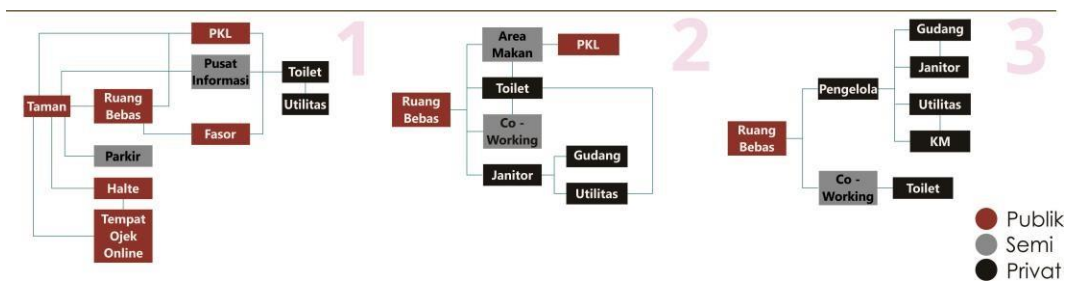 1
PKL
Pusat
Informasi
Toilet
Taman
Ruang
Bebas
Utilitas
Fasor
Parkir
Halte
Tempat
Ojek
Online
2
Area
Makan
PKL
Toilet
Ruang
Bebas
Co -
Working
Janitor
Gudang
Utilitas
3
Gudang
Janitor
Pengelola
Utilitas
KM
Ruang
Bebas
Co -
Working
Toilet
Publik
Semi
Privat